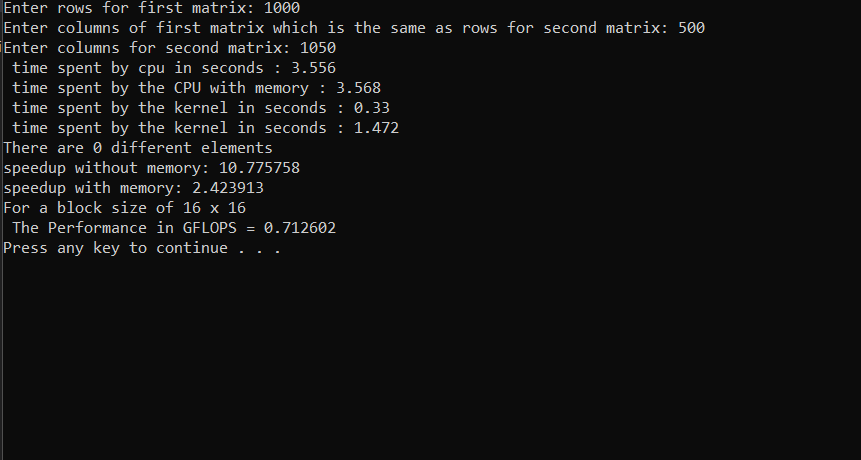 Enter rows for first matrix: 1000
Enter columns of first matrix which is the same as rows for second matrix: 500
Enter columns for second matrix: 1050
time spent by cpu in seconds : 3.556
time spent by the CPU with memory : 3.568
time spent by the kernel in seconds : 0.33
time spent by the kernel in seconds : 1.472
There are 0 different elements
speedup without memory: 10.775758
speedup with memory: 2.423913
For a block size of 16 x 16
The Performance in GFLOPS = 0.712602
Press any key to continue . . .